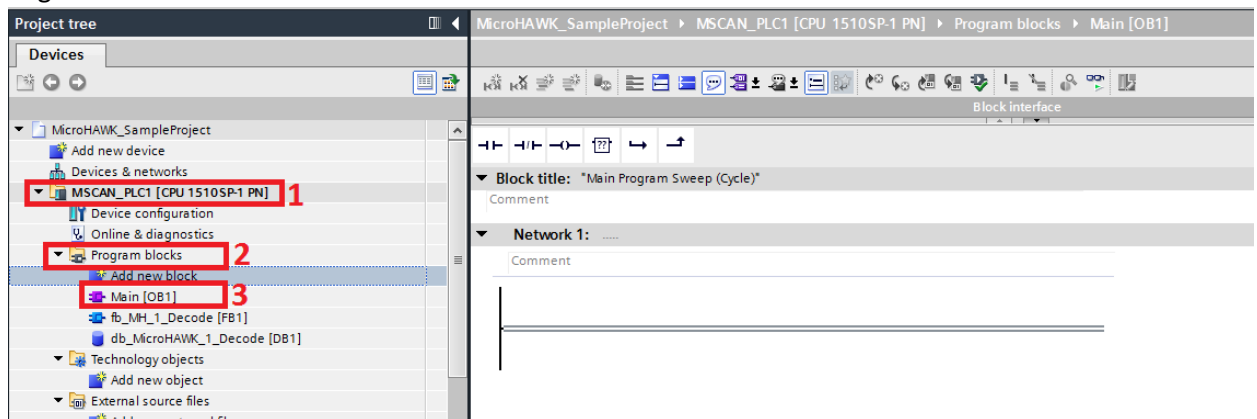 Project tree
MicroHAWK_SampleProject ▸ MSCAN_PLC1 [CPU 1510SP-1 PN] ▸ Program blocks ▸ Main [OB1]
Devices
Block interface
MicroHAWK_SampleProject
Add new device
Devices & networks
MSCAN_PLC1 [CPU 1510SP-1 PN] 1
Device configuration
Online & diagnostics
Program blocks 2
Add new block
Main [OB1] 3
fb_MH_1_Decode [FB1]
db_MicroHAWK_1_Decode [DB1]
Technology objects
Add new object
External source files
??
Block title: "Main Program Sweep (Cycle)"
Comment
Network 1: .....
Comment